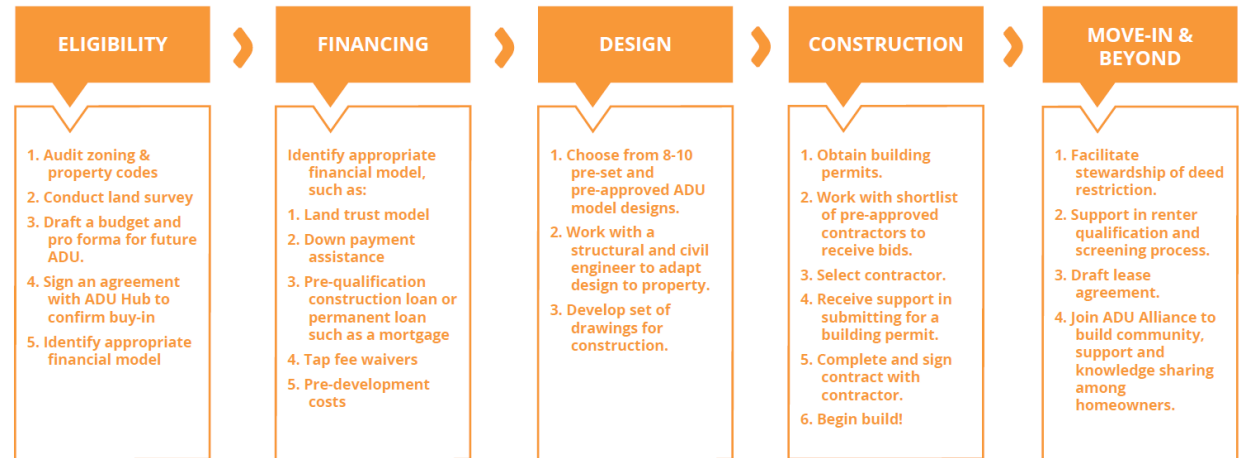 ELIGIBILITY
1. Audit zoning &
property codes
2. Conduct land survey
3. Draft a budget and
pro forma for future
ADU.
4. Sign an agreement
with ADU Hub to
confirm buy-in
5. Identify appropriate
financial model
FINANCING
Identify appropriate
financial model,
such as:
1. Land trust model
2. Down payment
assistance
3. Pre-qualification
construction loan or
permanent loan
such as a mortgage
4. Tap fee waivers
5. Pre-development
costs
DESIGN
1. Choose from 8-10
pre-set and
pre-approved ADU
model designs.
2. Work with a
structural and civil
engineer to adapt
design to property.
3. Develop set of
drawings for
construction.
CONSTRUCTION
1. Obtain building
permits.
2. Work with shortlist
of pre-approved
contractors to
receive bids.
3. Select contractor.
4. Receive support in
submitting for a
building permit.
5. Complete and sign
contract with
contractor.
6. Begin build!
MOVE-IN &
BEYOND
1. Facilitate
stewardship of deed
restriction.
2. Support in renter
qualification and
screening process.
3. Draft lease
agreement.
4. Join ADU Alliance to
build community,
support and
knowledge sharing
among
homeowners.